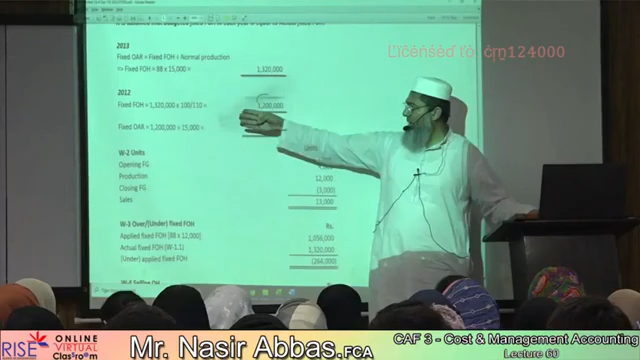 Licensed to: crn124000
2013
Fixed OAR = Fixed FOH ÷ Normal production
=> Fixed FOH = 88 x 15,000 = 1,320,000
2012
Fixed FOH = 1,320,000 x 100/110 = 1,200,000
Fixed OAR = 1,200,000 ÷ 15,000 =
W-2 Units
Units
Opening FG
Production 12,000
Closing FG (3,000)
Sales 13,000
W-3 Over/(Under) fixed FOH Rs.
Applied fixed FOH [88 x 12,000] 1,056,000
Actual fixed FOH (W-1.1) 1,320,000
(Under) applied fixed FOH (264,000)
RISE ONLINE VIRTUAL Classroom
Mr. Nasir Abbas.FCA
CAF 3 - Cost & Management Accounting
Lecture 60